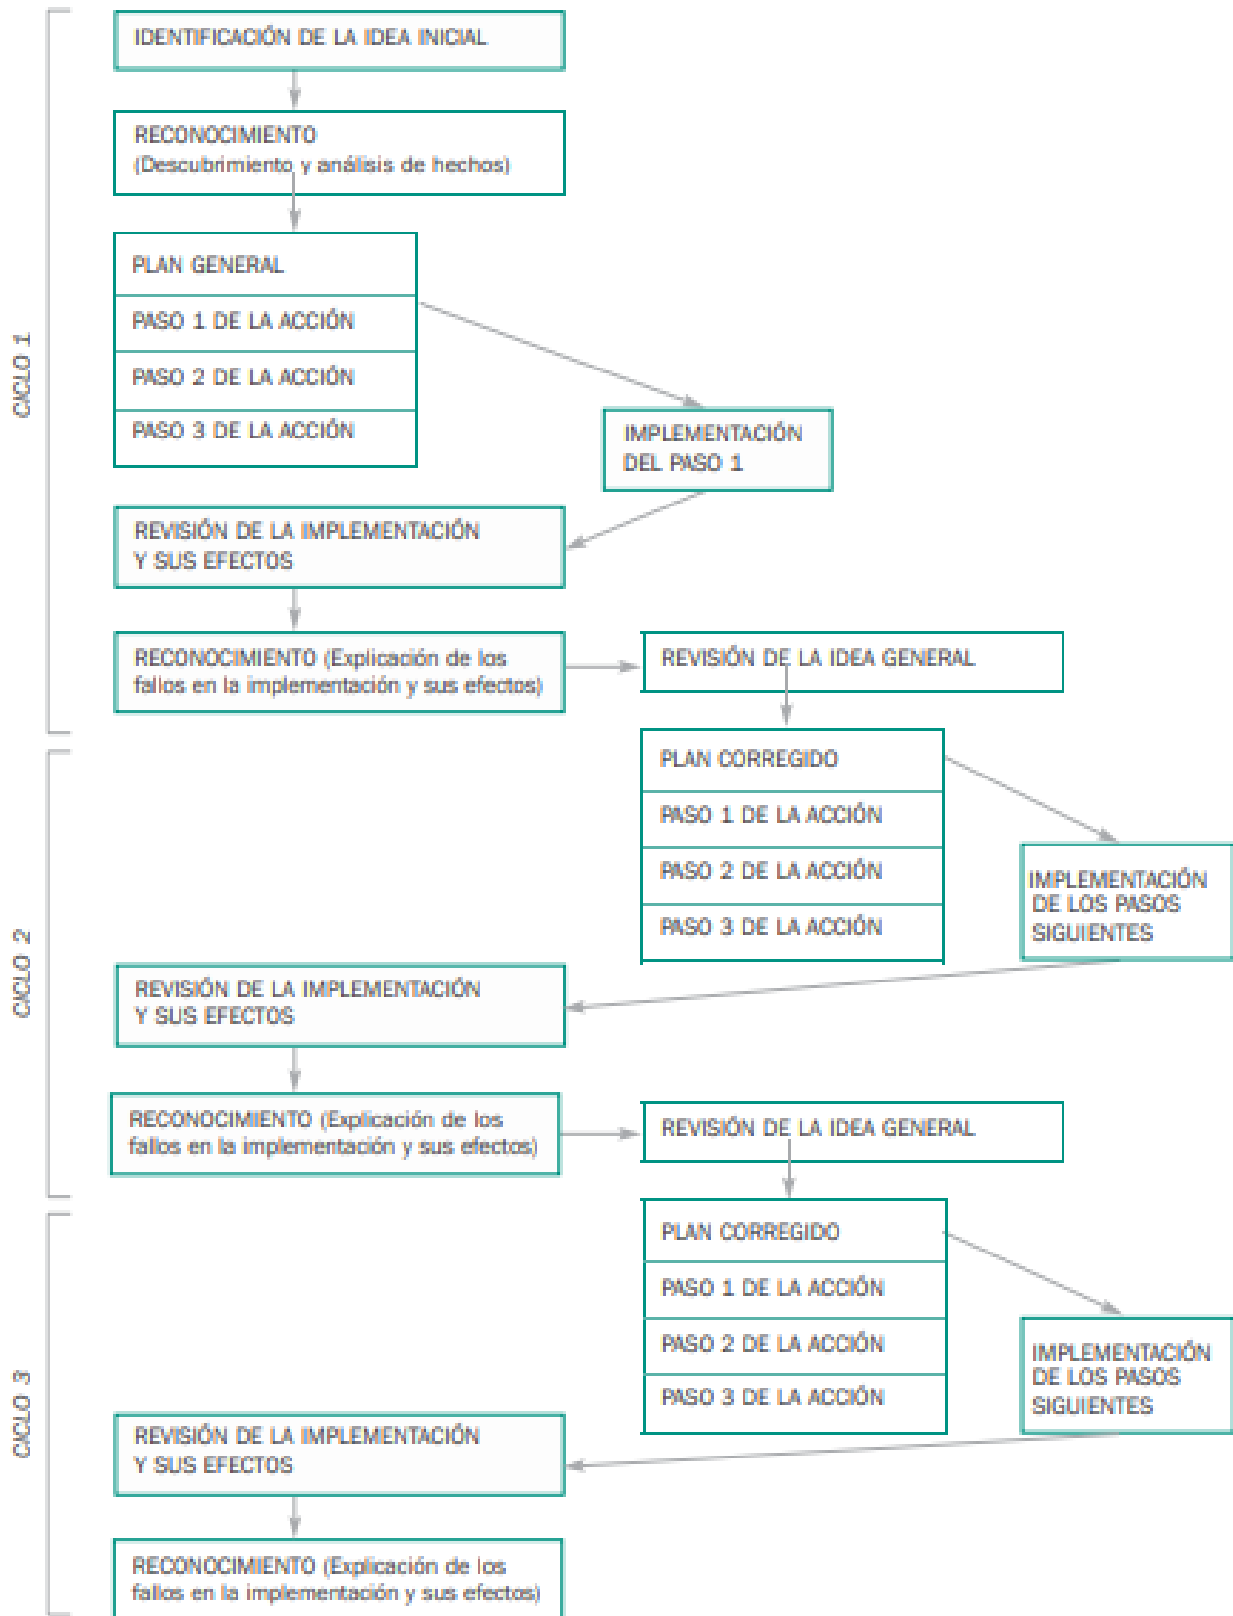 IDENTIFICACIÓN DE LA IDEA INICIAL
RECONOCIMIENTO
(Descubrimiento y análisis de hechos)
CICLO 1
PLAN GENERAL
PASO 1 DE LA ACCIÓN
PASO 2 DE LA ACCIÓN
PASO 3 DE LA ACCIÓN
IMPLEMENTACIÓN
DEL PASO 1
REVISIÓN DE LA IMPLEMENTACIÓN
Y SUS EFECTOS
RECONOCIMIENTO (Explicación de los
fallos en la implementación y sus efectos)
REVISIÓN DE LA IDEA GENERAL
CICLO 2
PLAN CORREGIDO
PASO 1 DE LA ACCIÓN
PASO 2 DE LA ACCIÓN
PASO 3 DE LA ACCIÓN
IMPLEMENTACIÓN
DE LOS PASOS
SIGUIENTES
REVISIÓN DE LA IMPLEMENTACIÓN
Y SUS EFECTOS
RECONOCIMIENTO (Explicación de los
fallos en la implementación y sus efectos)
REVISIÓN DE LA IDEA GENERAL
CICLO 3
PLAN CORREGIDO
PASO 1 DE LA ACCIÓN
PASO 2 DE LA ACCIÓN
PASO 3 DE LA ACCIÓN
IMPLEMENTACIÓN
DE LOS PASOS
SIGUIENTES
REVISIÓN DE LA IMPLEMENTACIÓN
Y SUS EFECTOS
RECONOCIMIENTO (Explicación de los
fallos en la implementación y sus efectos)